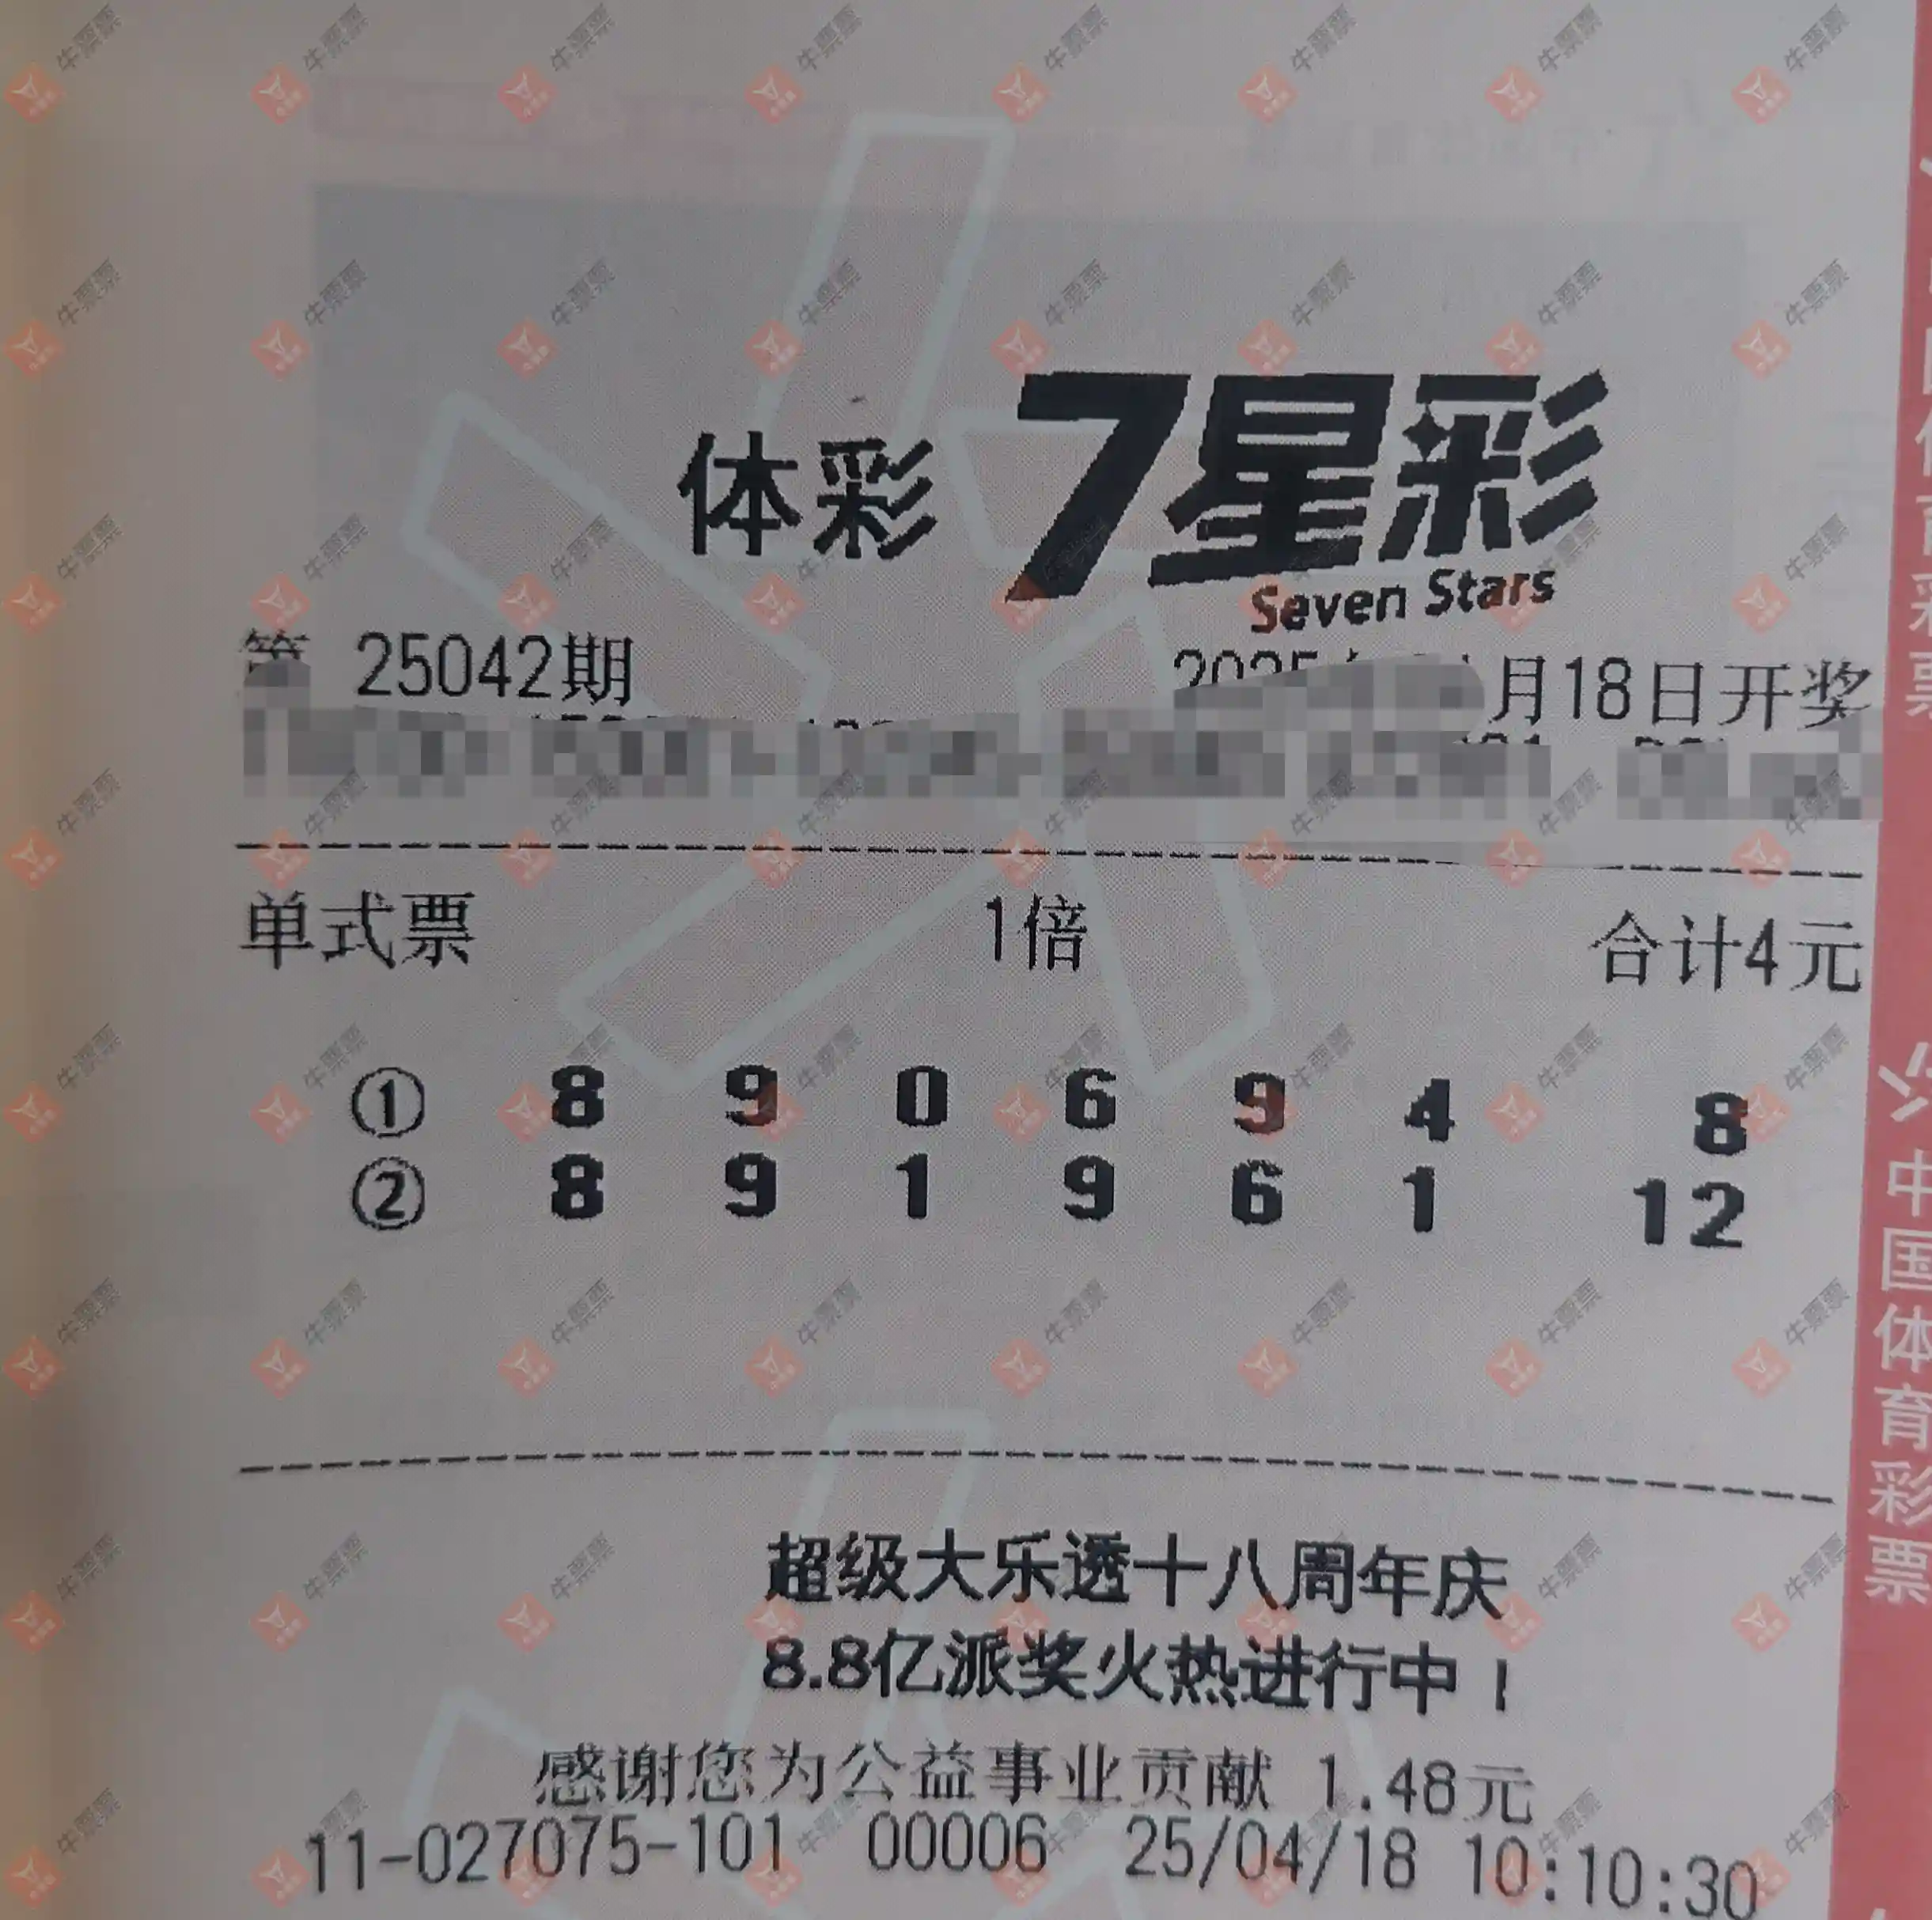 体彩 7星彩
Seven Stars
第 25042期 月18日开奖
单式票 1倍 合计4元
① 8 9 0 6 9 4 8
② 8 9 1 9 6 1 12
超级大乐透十八周年庆
8.8亿派奖火热进行中！
感谢您为公益事业贡献 1.48元
11-027075-101 00006 25/04/18 10:10:30
中国体育彩票
牛票票